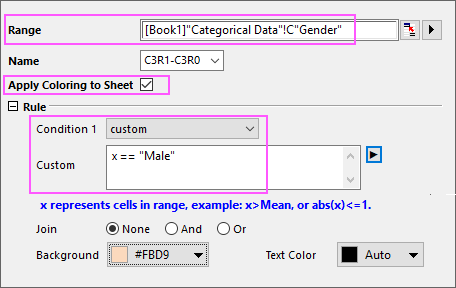 Range [Book1]"Categorical Data"!C"Gender"
Name C3R1-C3R0
Apply Coloring to Sheet
Rule
Condition 1 custom
Custom x == "Male"
x represents cells in range, example: x>Mean, or abs(x)<=1.
Join None And Or
Background #FBD9 Text Color Auto